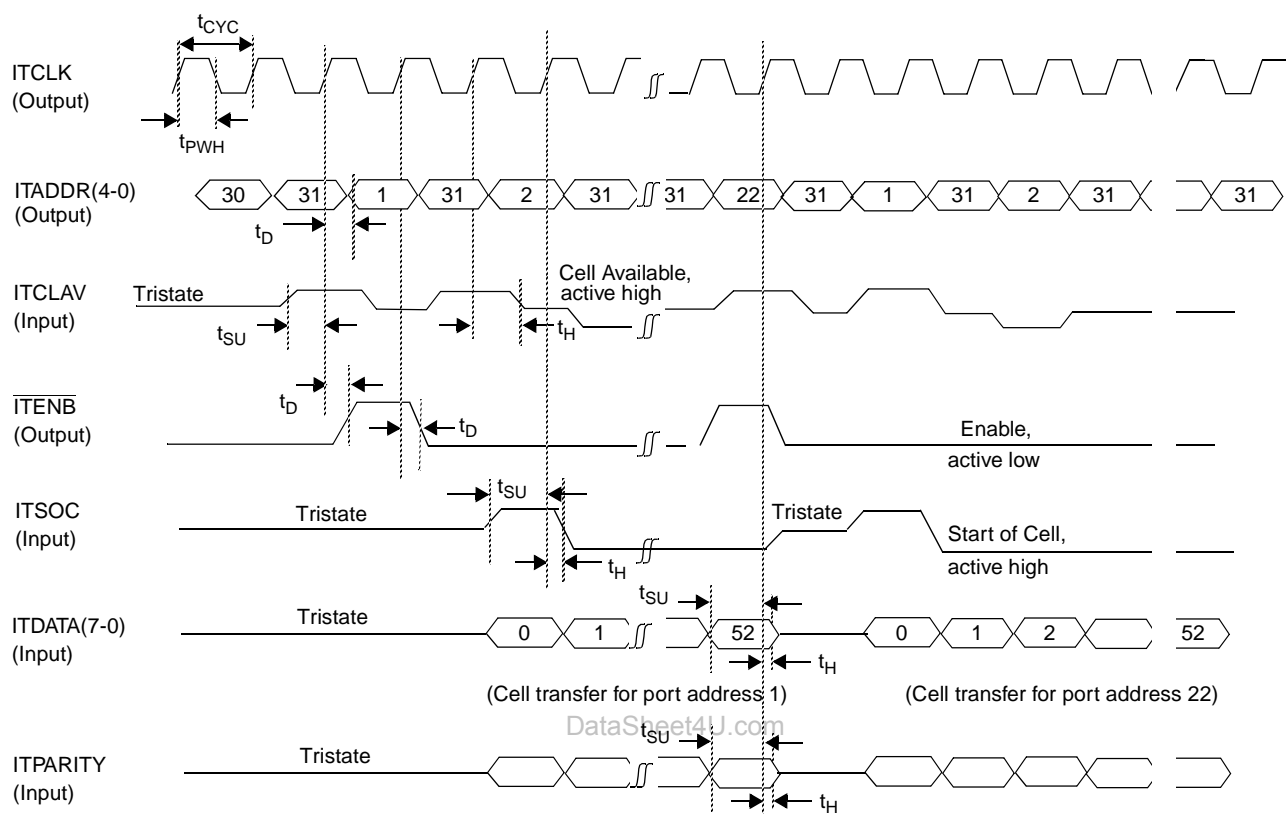 tCYC
ITCLK
(Output)
tPWH
ITADDR(4-0)
(Output)
30 31 1 31 2 31 31 22 31 1 31 2 31 31
tD
ITCLAV
(Input)
Tristate
Cell Available,
active high
tSU
tH
ITENB
(Output)
tD
tD
Enable,
active low
ITSOC
(Input)
Tristate
tSU
tH
Tristate
Start of Cell,
active high
ITDATA(7-0)
(Input)
Tristate
tSU
0 1 52 0 1 2 52
tH
(Cell transfer for port address 1) (Cell transfer for port address 22)
DataSheet4U.com
ITPARITY
(Input)
Tristate
tSU
tH